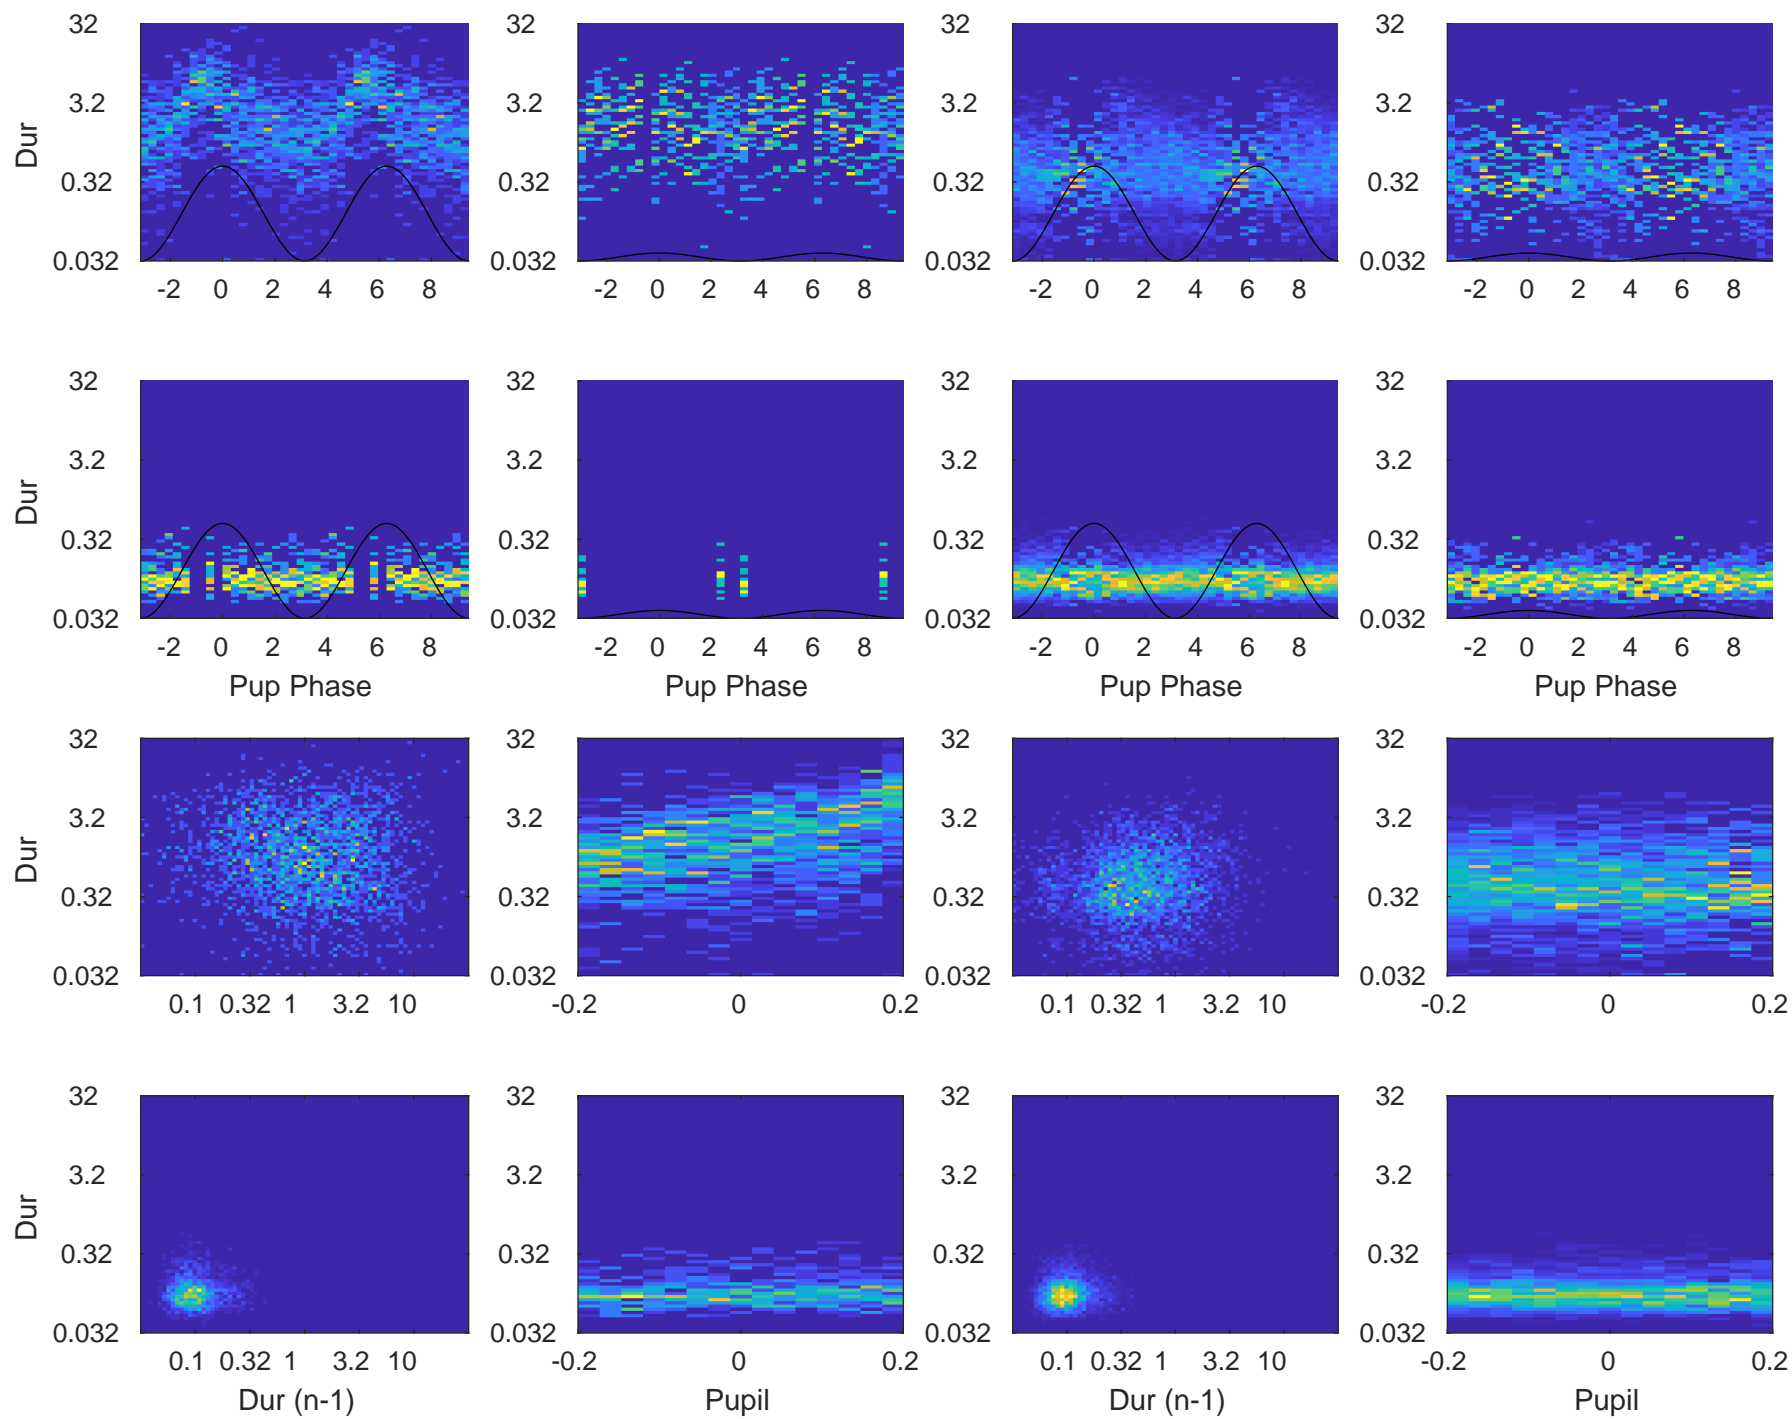 32 32 32 32
3.2 3.2 3.2 3.2
Dur
0.32 0.32 0.32 0.32
0.032 0.032 0.032 0.032
-2 0 2 4 6 8 -2 0 2 4 6 8 -2 0 2 4 6 8 -2 0 2 4 6 8
32 32 32 32
3.2 3.2 3.2 3.2
Dur
0.32 0.32 0.32 0.32
0.032 0.032 0.032 0.032
-2 0 2 4 6 8 -2 0 2 4 6 8 -2 0 2 4 6 8 -2 0 2 4 6 8
Pup Phase Pup Phase Pup Phase Pup Phase
32 32 32 32
3.2 3.2 3.2 3.2
Dur
0.32 0.32 0.32 0.32
0.032 0.032 0.032 0.032
0.1 0.32 1 3.2 10 -0.2 0 0.2 0.1 0.32 1 3.2 10 -0.2 0 0.2
32 32 32 32
3.2 3.2 3.2 3.2
Dur
0.32 0.32 0.32 0.32
0.032 0.032 0.032 0.032
0.1 0.32 1 3.2 10 -0.2 0 0.2 0.1 0.32 1 3.2 10 -0.2 0 0.2
Dur (n-1) Pupil Dur (n-1) Pupil